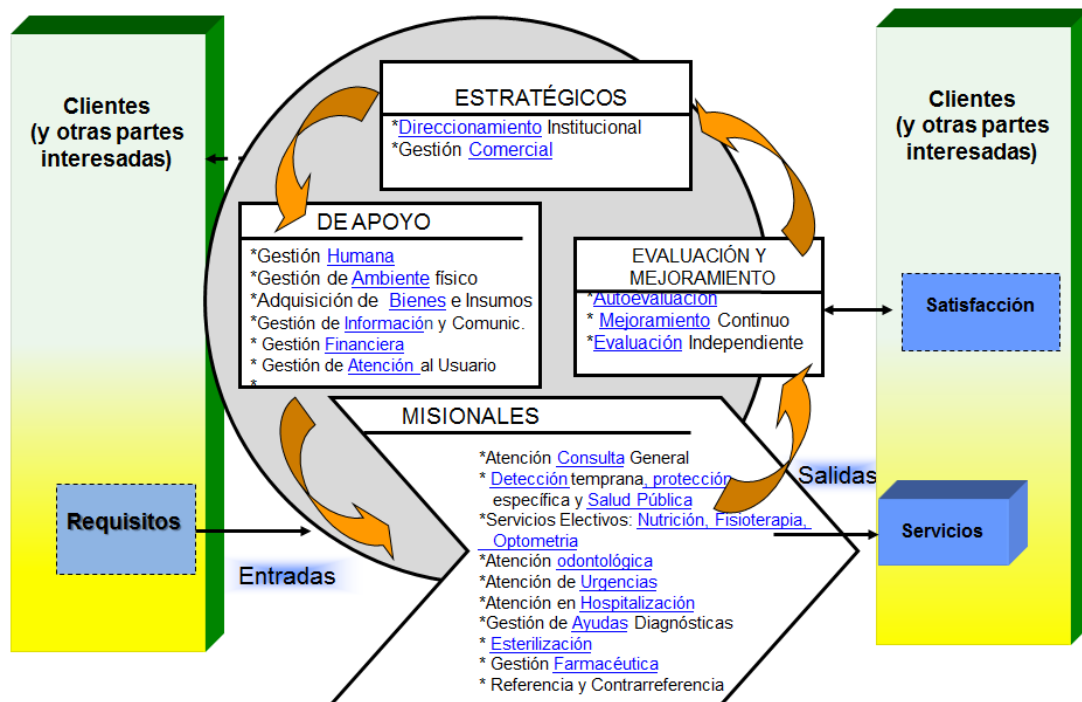 Clientes
(y otras partes
interesadas)
Requisitos
Entradas
ESTRATÉGICOS
*Direccionamiento Institucional
*Gestión Comercial
DE APOYO
*Gestión Humana
*Gestión de Ambiente físico
*Adquisición de Bienes e Insumos
*Gestión de Información y Comunic.
* Gestión Financiera
* Gestión de Atención al Usuario
*
EVALUACIÓN Y
MEJORAMIENTO
*Autoevaluación
* Mejoramiento Continuo
*Evaluación Independiente
MISIONALES
*Atención Consulta General
* Detección temprana, protección
específica y Salud Pública
*Servicios Electivos: Nutrición, Fisioterapia,
Optometria
*Atención odontológica
*Atención de Urgencias
*Atención en Hospitalización
*Gestión de Ayudas Diagnósticas
* Esterilización
* Gestión Farmacéutica
* Referencia y Contrarreferencia
Salidas
Clientes
(y otras partes
interesadas)
Satisfacción
Servicios